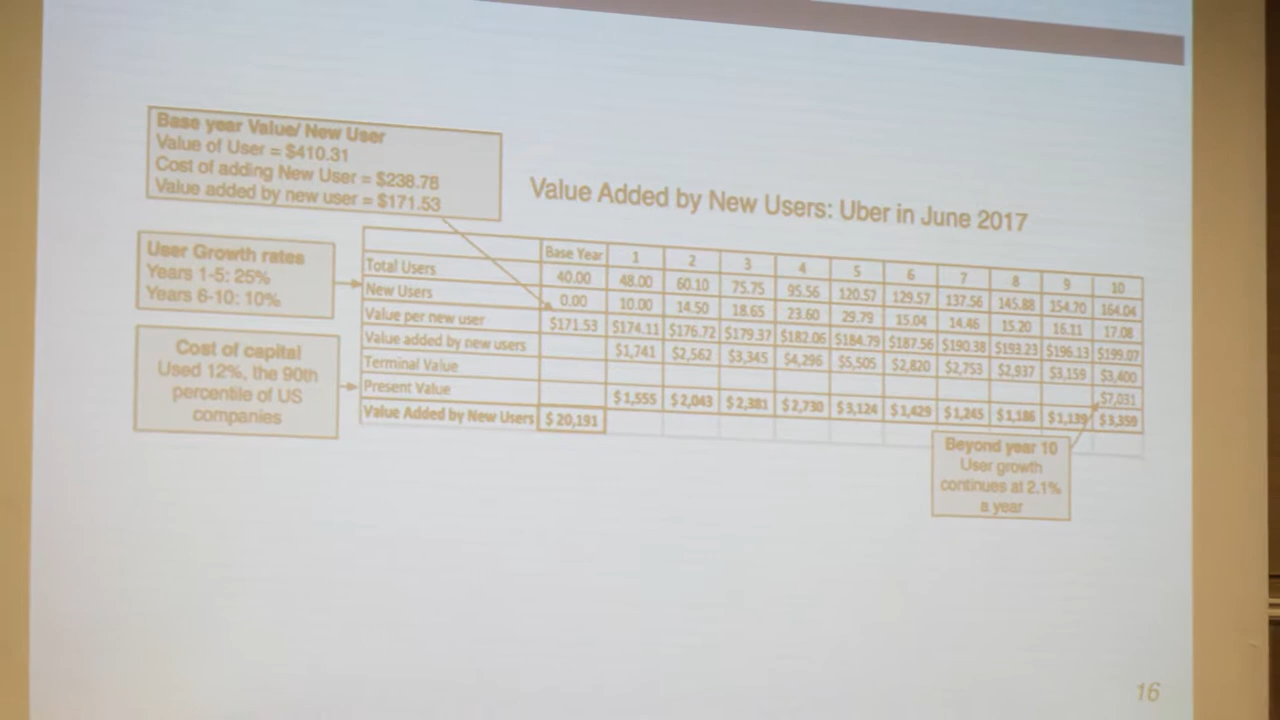 Base year Value/ New User
Value of User = $410.31
Cost of adding New User = $238.78
Value added by new user = $171.53
Value Added by New Users: Uber in June 2017
User Growth rates
Years 1-5: 25%
Years 6-10: 10%
Cost of capital
Used 12%, the 90th
percentile of US
companies
Base Year 1 2 3 4 5 6 7 8 9 10
Total Users 40.00 48.00 60.10 75.75 95.56 120.57 129.57 137.56 145.88 154.70 164.04
New Users 0.00 10.00 14.50 18.65 23.60 29.79 15.04 14.46 15.20 16.11 17.08
Value per new user $171.53 $174.11 $176.72 $179.37 $182.06 $184.79 $187.56 $190.38 $193.23 $196.13 $199.07
Value added by new users $1,741 $2,562 $3,345 $4,296 $5,505 $2,820 $2,753 $2,937 $3,159 $3,400
Terminal Value $7,031
Present Value $1,555 $2,043 $2,381 $2,730 $3,124 $1,429 $1,245 $1,186 $1,139 $3,359
Value Added by New Users $20,191
Beyond year 10
User growth
continues at 2.1%
a year
16